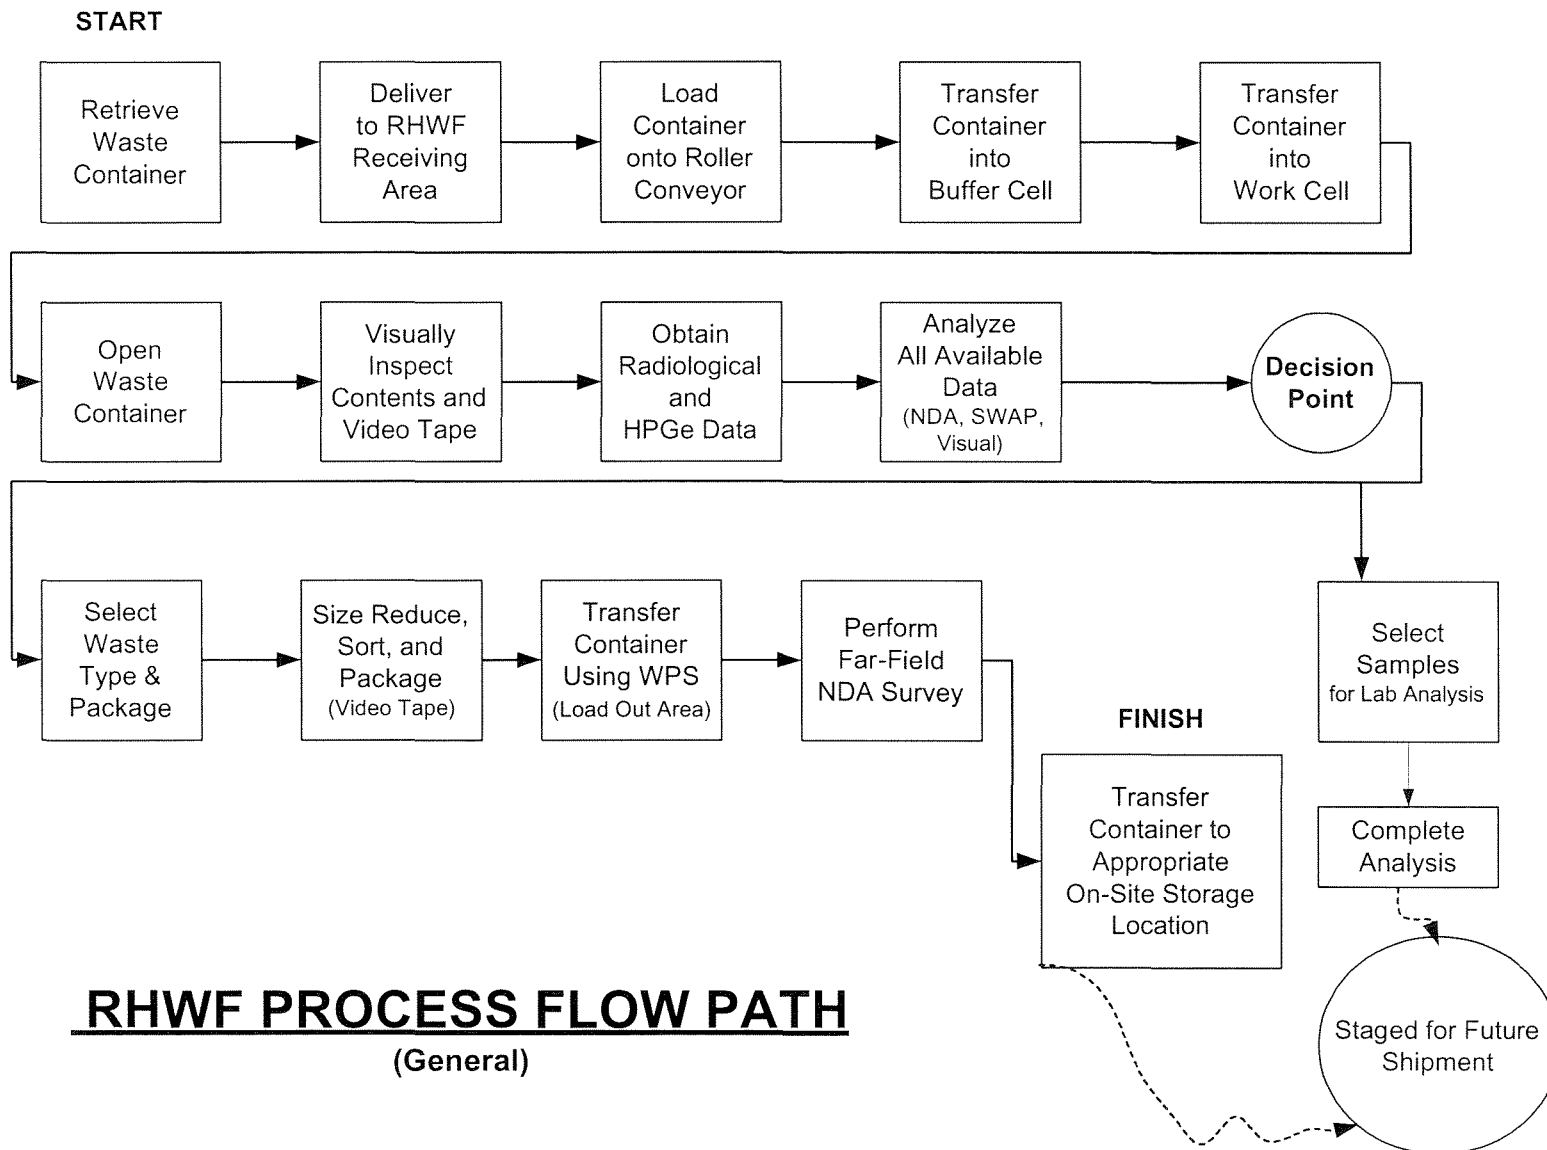 START
Retrieve
Waste
Container
Deliver
to RHWF
Receiving
Area
Load
Container
onto Roller
Conveyor
Transfer
Container
into
Buffer Cell
Transfer
Container
into
Work Cell
Open
Waste
Container
Visually
Inspect
Contents and
Video Tape
Obtain
Radiological
and
HPGe Data
Analyze
All Available
Data
(NDA, SWAP,
Visual)
Decision
Point
Select
Waste
Type &
Package
Size Reduce,
Sort, and
Package
(Video Tape)
Transfer
Container
Using WPS
(Load Out Area)
Perform
Far-Field
NDA Survey
FINISH
Transfer
Container to
Appropriate
On-Site Storage
Location
Select
Samples
for Lab Analysis
Complete
Analysis
Staged for Future
Shipment
RHWF PROCESS FLOW PATH
(General)